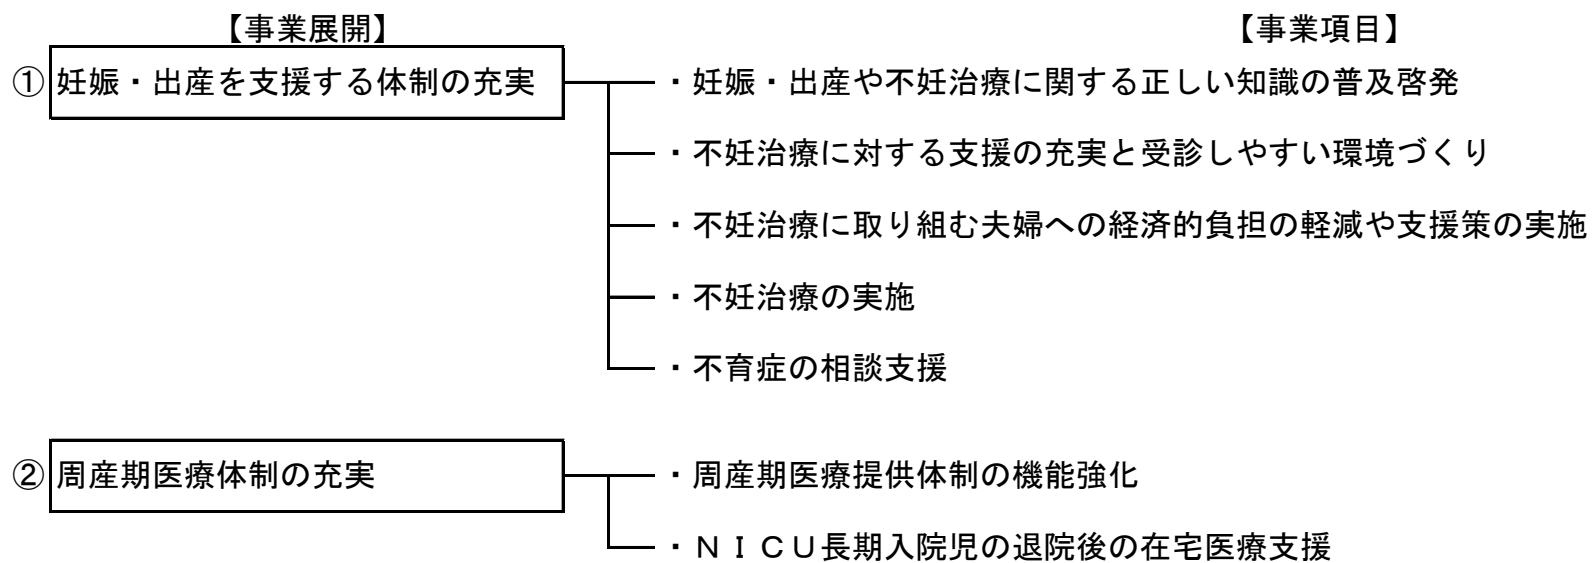 【事業展開】 【事業項目】
① 妊娠・出産を支援する体制の充実 ・妊娠・出産や不妊治療に関する正しい知識の普及啓発
・不妊治療に対する支援の充実と受診しやすい環境づくり
・不妊治療に取り組む夫婦への経済的負担の軽減や支援策の実施
・不妊治療の実施
・不育症の相談支援
② 周産期医療体制の充実 ・周産期医療提供体制の機能強化
・ＮＩＣＵ長期入院児の退院後の在宅医療支援